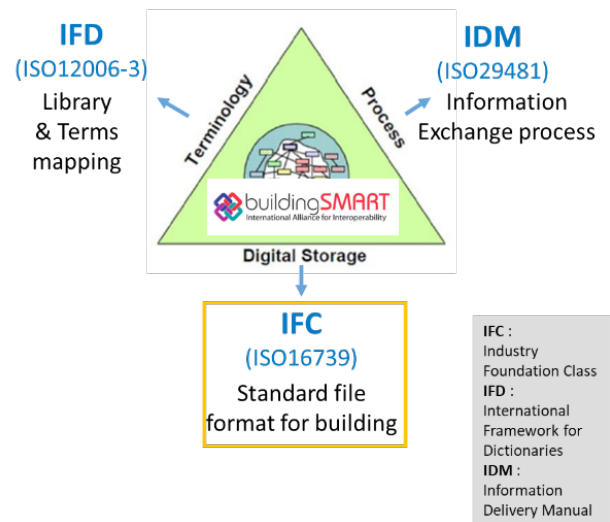 IFD
(ISO12006-3)
Library
& Terms
mapping
Terminology
Process
buildingSMART
International Alliance for Interoperability
Digital Storage
IDM
(ISO29481)
Information
Exchange process
IFC
(ISO16739)
Standard file
format for building
IFC :
Industry
Foundation Class
IFD :
International
Framework for
Dictionaries
IDM :
Information
Delivery Manual